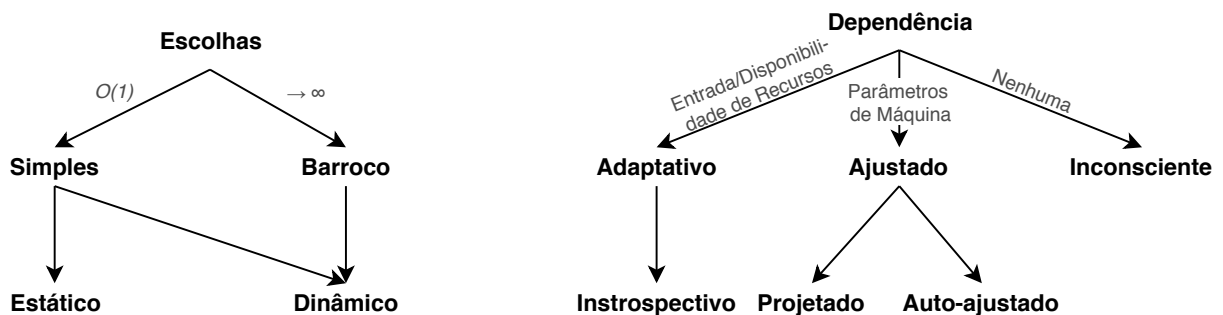 Escolhas
O(1)
→ ∞
Simples
Barroco
Estático
Dinâmico
Dependência
Entrada/Disponibili-
dade de Recursos
Parâmetros
de Máquina
Nenhuma
Adaptativo
Ajustado
Inconsciente
Instrospectivo
Projetado
Auto-ajustado